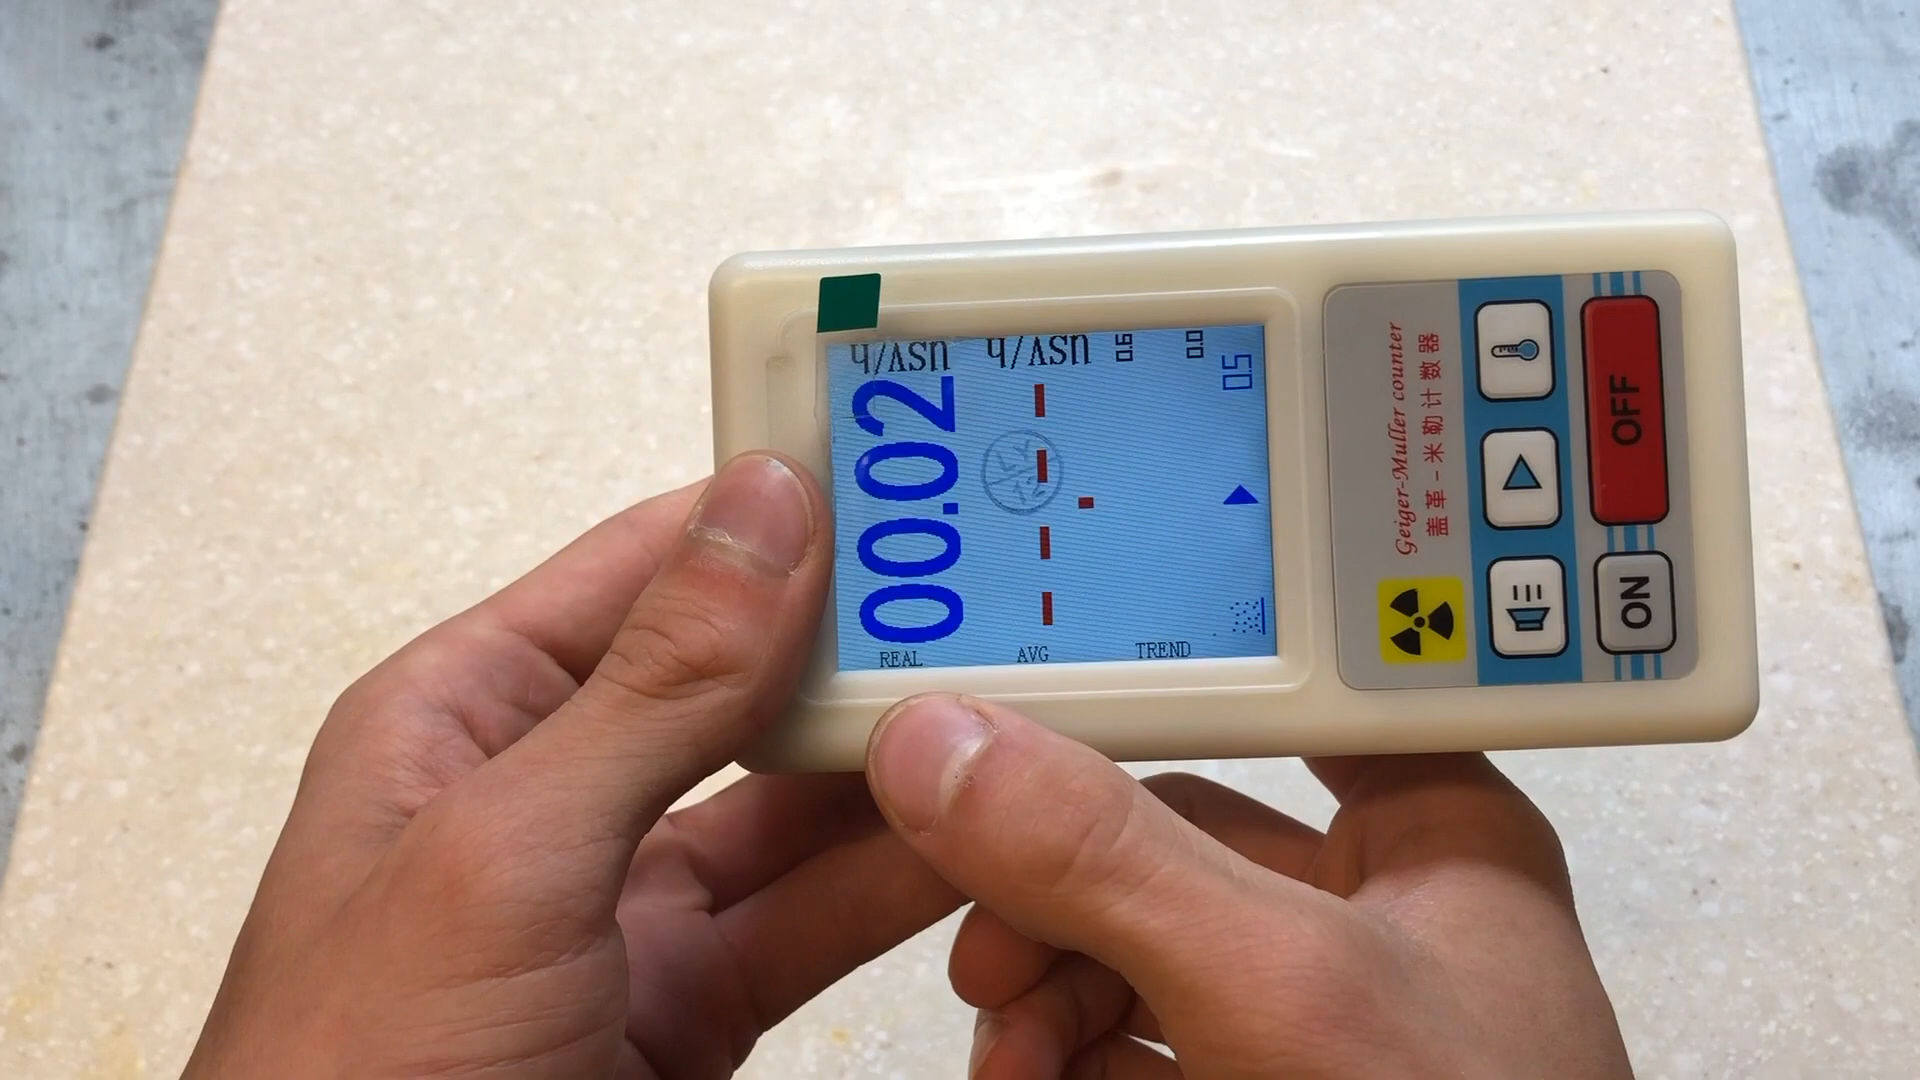 REAL 00.02 uSV/h
AVG --.-- uSV/h
TREND 0.6
0.0
0.5
Geiger-Muller counter
盖革-米勒计数器
ON OFF